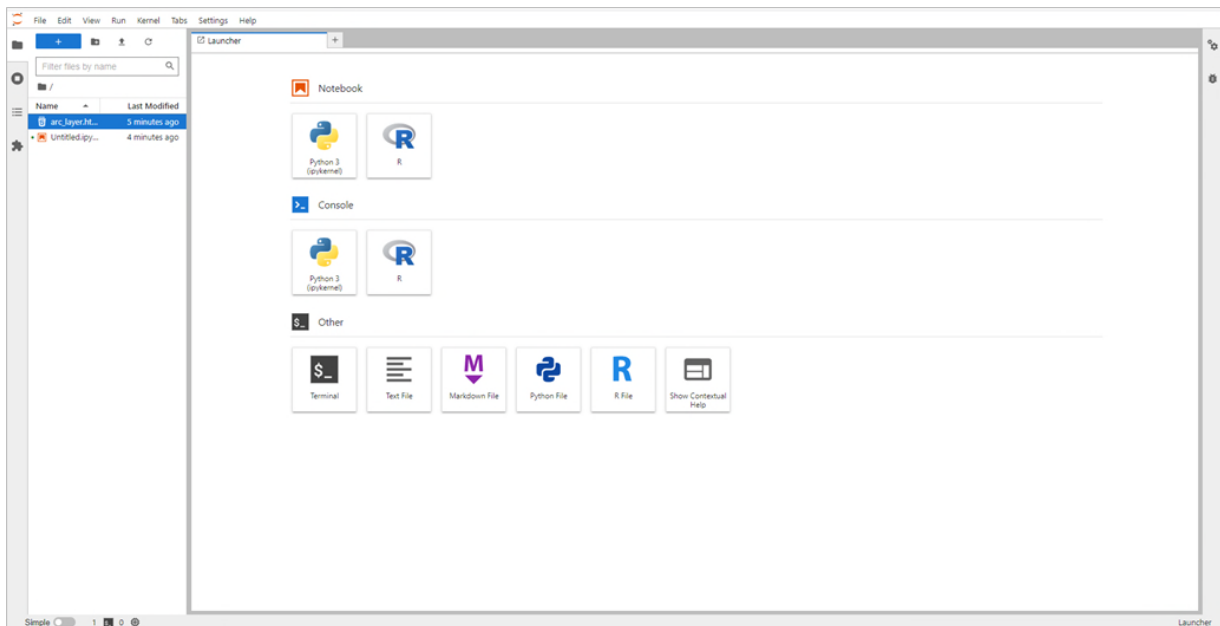 File Edit View Run Kernel Tabs Settings Help
+
Launcher
+
Filter files by name
/
Name Last Modified
arc_layer.ht... 5 minutes ago
Untitled.ipy... 4 minutes ago
Notebook
Python 3
(ipykernel)
R
Console
Python 3
(ipykernel)
R
$_ Other
Terminal
Text File
Markdown File
Python File
R File
Show Contextual
Help
Simple 1 $_ 0
Launcher